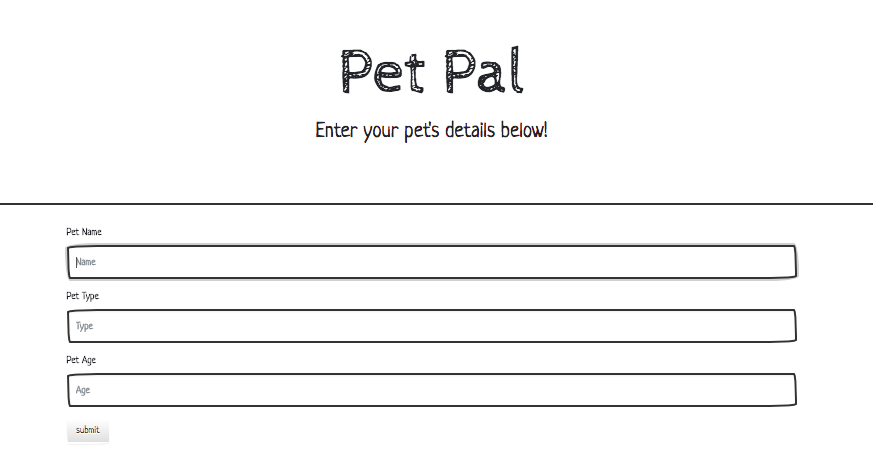 Pet Pal
Enter your pet's details below!
Pet Name
Name
Pet Type
Type
Pet Age
Age
submit